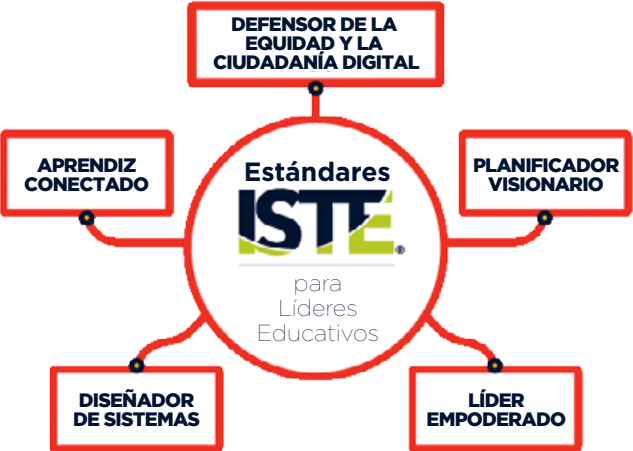 DEFENSOR DE LA
EQUIDAD Y LA
CIUDADANÍA DIGITAL
APRENDIZ
CONECTADO
Estándares
ISTE®
para
Líderes
Educativos
PLANIFICADOR
VISIONARIO
DISEÑADOR
DE SISTEMAS
LÍDER
EMPODERADO